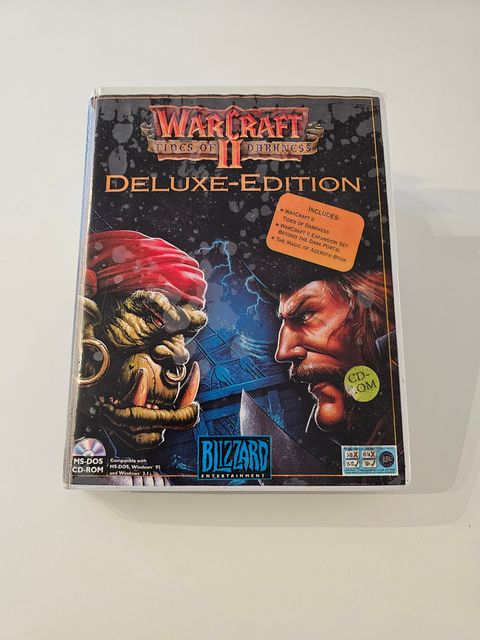 WARCRAFT
II
TIDES OF DARKNESS
DELUXE-EDITION
INCLUDES:
• WARCRAFT II
TIDES OF DARKNESS
• WARCRAFT II EXPANSION SET
BEYOND THE DARK PORTAL
• THE MAGIC OF AZEROTH BOOK
CD-
ROM
MS-DOS
CD-ROM
Compatible with
MS-DOS, Windows 95
and Windows 3.1
BLIZZARD
ENTERTAINMENT